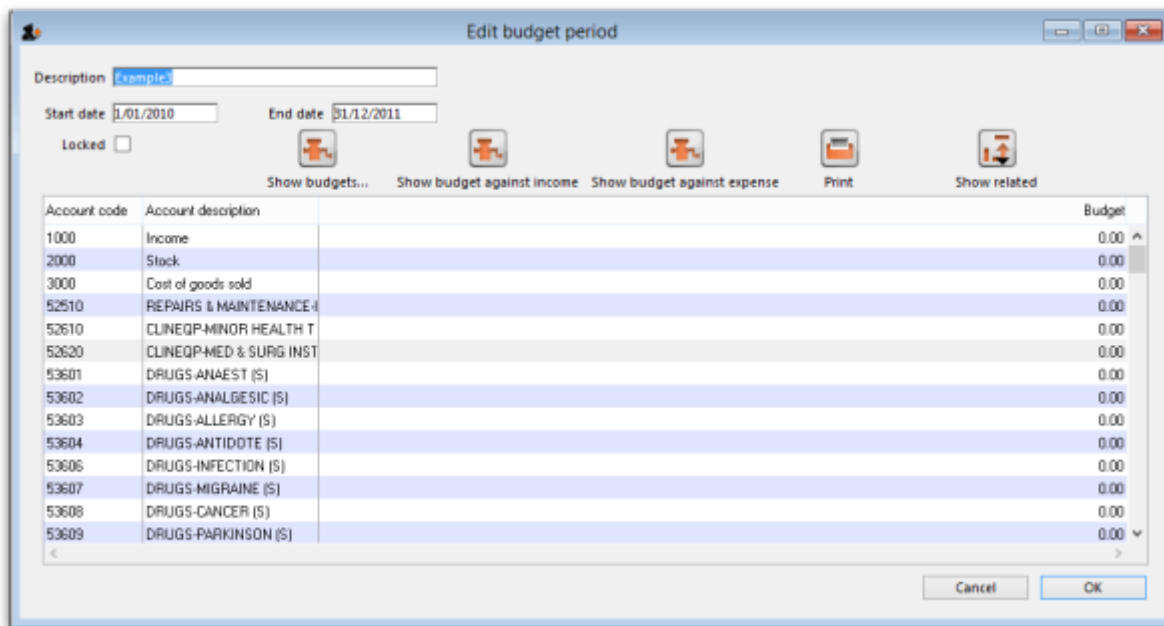 Edit budget period
Description Example3
Start date 1/01/2010 End date 31/12/2011
Locked
Show budgets... Show budget against income Show budget against expense Print Show related
Account code Account description Budget
1000 Income 0.00
2000 Stock 0.00
3000 Cost of goods sold 0.00
52510 REPAIRS & MAINTENANCE-I 0.00
52610 CLINEQP-MINOR HEALTH T 0.00
52620 CLINEQP-MED & SURG INST 0.00
53601 DRUGS-ANAEST (S) 0.00
53602 DRUGS-ANALGESIC (S) 0.00
53603 DRUGS-ALLERGY (S) 0.00
53604 DRUGS-ANTIDOTE (S) 0.00
53606 DRUGS-INFECTION (S) 0.00
53607 DRUGS-MIGRAINE (S) 0.00
53608 DRUGS-CANCER (S) 0.00
53609 DRUGS-PARKINSON (S) 0.00
Cancel OK